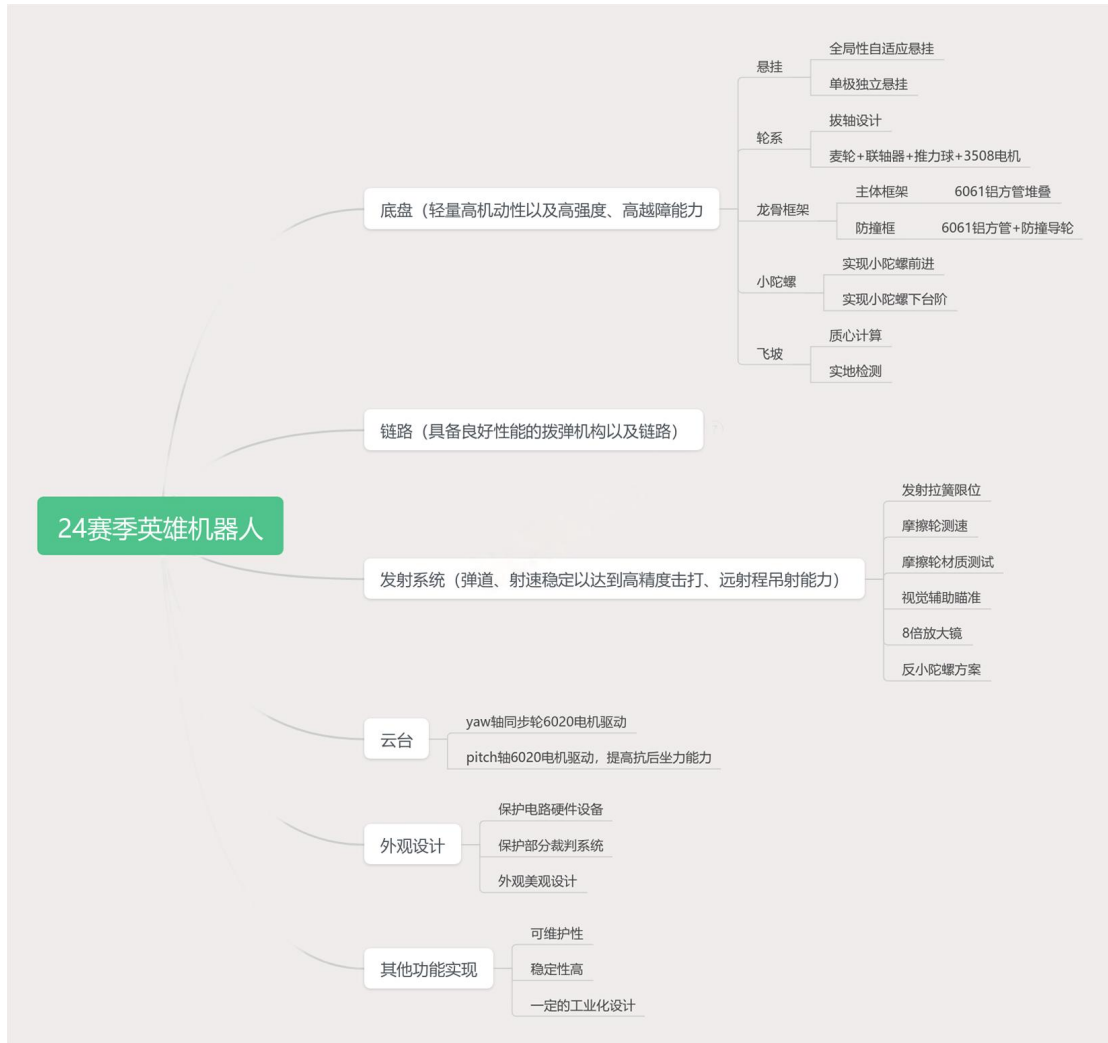 24赛季英雄机器人
底盘（轻量高机动性以及高强度、高越障能力
悬挂
全局性自适应悬挂
单极独立悬挂
轮系
拔轴设计
麦轮+联轴器+推力球+3508电机
龙骨框架
主体框架 6061铝方管堆叠
防撞框 6061铝方管+防撞导轮
小陀螺
实现小陀螺前进
实现小陀螺下台阶
飞坡
质心计算
实地检测
链路（具备良好性能的拨弹机构以及链路）
发射系统（弹道、射速稳定以达到高精度击打、远射程吊射能力）
发射拉簧限位
摩擦轮测速
摩擦轮材质测试
视觉辅助瞄准
8倍放大镜
反小陀螺方案
云台
yaw轴同步轮6020电机驱动
pitch轴6020电机驱动，提高抗后坐力能力
外观设计
保护电路硬件设备
保护部分裁判系统
外观美观设计
其他功能实现
可维护性
稳定性高
一定的工业化设计